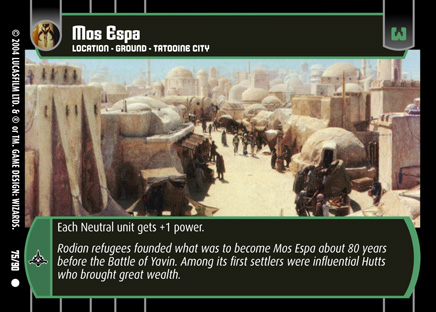 Mos Espa
LOCATION - GROUND - TATOOINE CITY
Each Neutral unit gets +1 power.
Rodian refugees founded what was to become Mos Espa about 80 years
before the Battle of Yavin. Among its first settlers were influential Hutts
who brought great wealth.
© 2004 LUCASFILM LTD. & ® or TM. GAME DESIGN: WIZARDS.
75/90